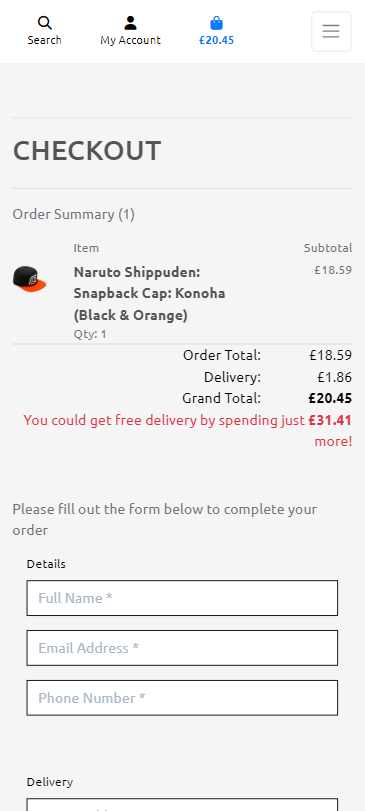 Search
My Account
£20.45
CHECKOUT
Order Summary (1)
Item
Subtotal
Naruto Shippuden:
£18.59
Snapback Cap: Konoha
(Black & Orange)
Qty: 1
Order Total: £18.59
Delivery: £1.86
Grand Total: £20.45
You could get free delivery by spending just £31.41
more!
Please fill out the form below to complete your
order
Details
Full Name *
Email Address *
Phone Number *
Delivery